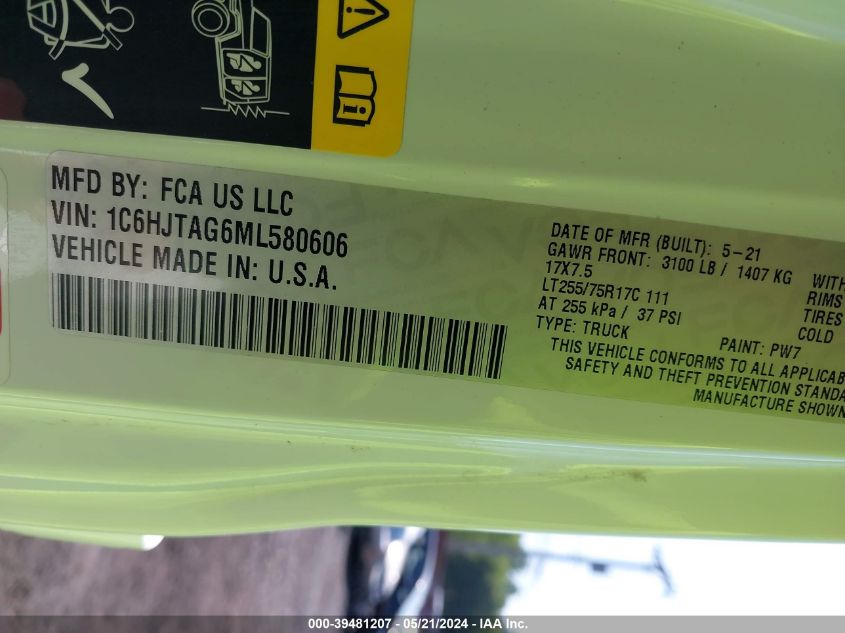 MFD BY: FCA US LLC
VIN: 1C6HJTAG6ML580606
VEHICLE MADE IN: U.S.A.
DATE OF MFR (BUILT): 5-21
GAWR FRONT: 3100 LB / 1407 KG WITH
17X7.5 RIMS
LT255/75R17C 111 TIRES
AT 255 kPa / 37 PSI COLD
TYPE: TRUCK PAINT: PW7
THIS VEHICLE CONFORMS TO ALL APPLICAB
SAFETY AND THEFT PREVENTION STANDA
MANUFACTURE SHOWN
000-39481207 - 05/21/2024 - IAA Inc.